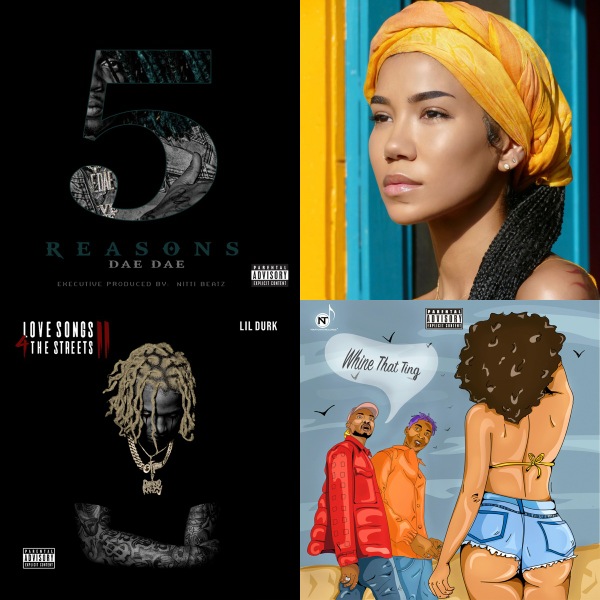 5
REASONS
DAE DAE
EXECUTIVE PRODUCED BY NITTI BEATZ
PARENTAL
ADVISORY
EXPLICIT CONTENT
LOVE SONGS
4 THE STREETS II
LIL DURK
PARENTAL
ADVISORY
EXPLICIT CONTENT
NT
PARENTAL
ADVISORY
EXPLICIT CONTENT
Whine That Ting